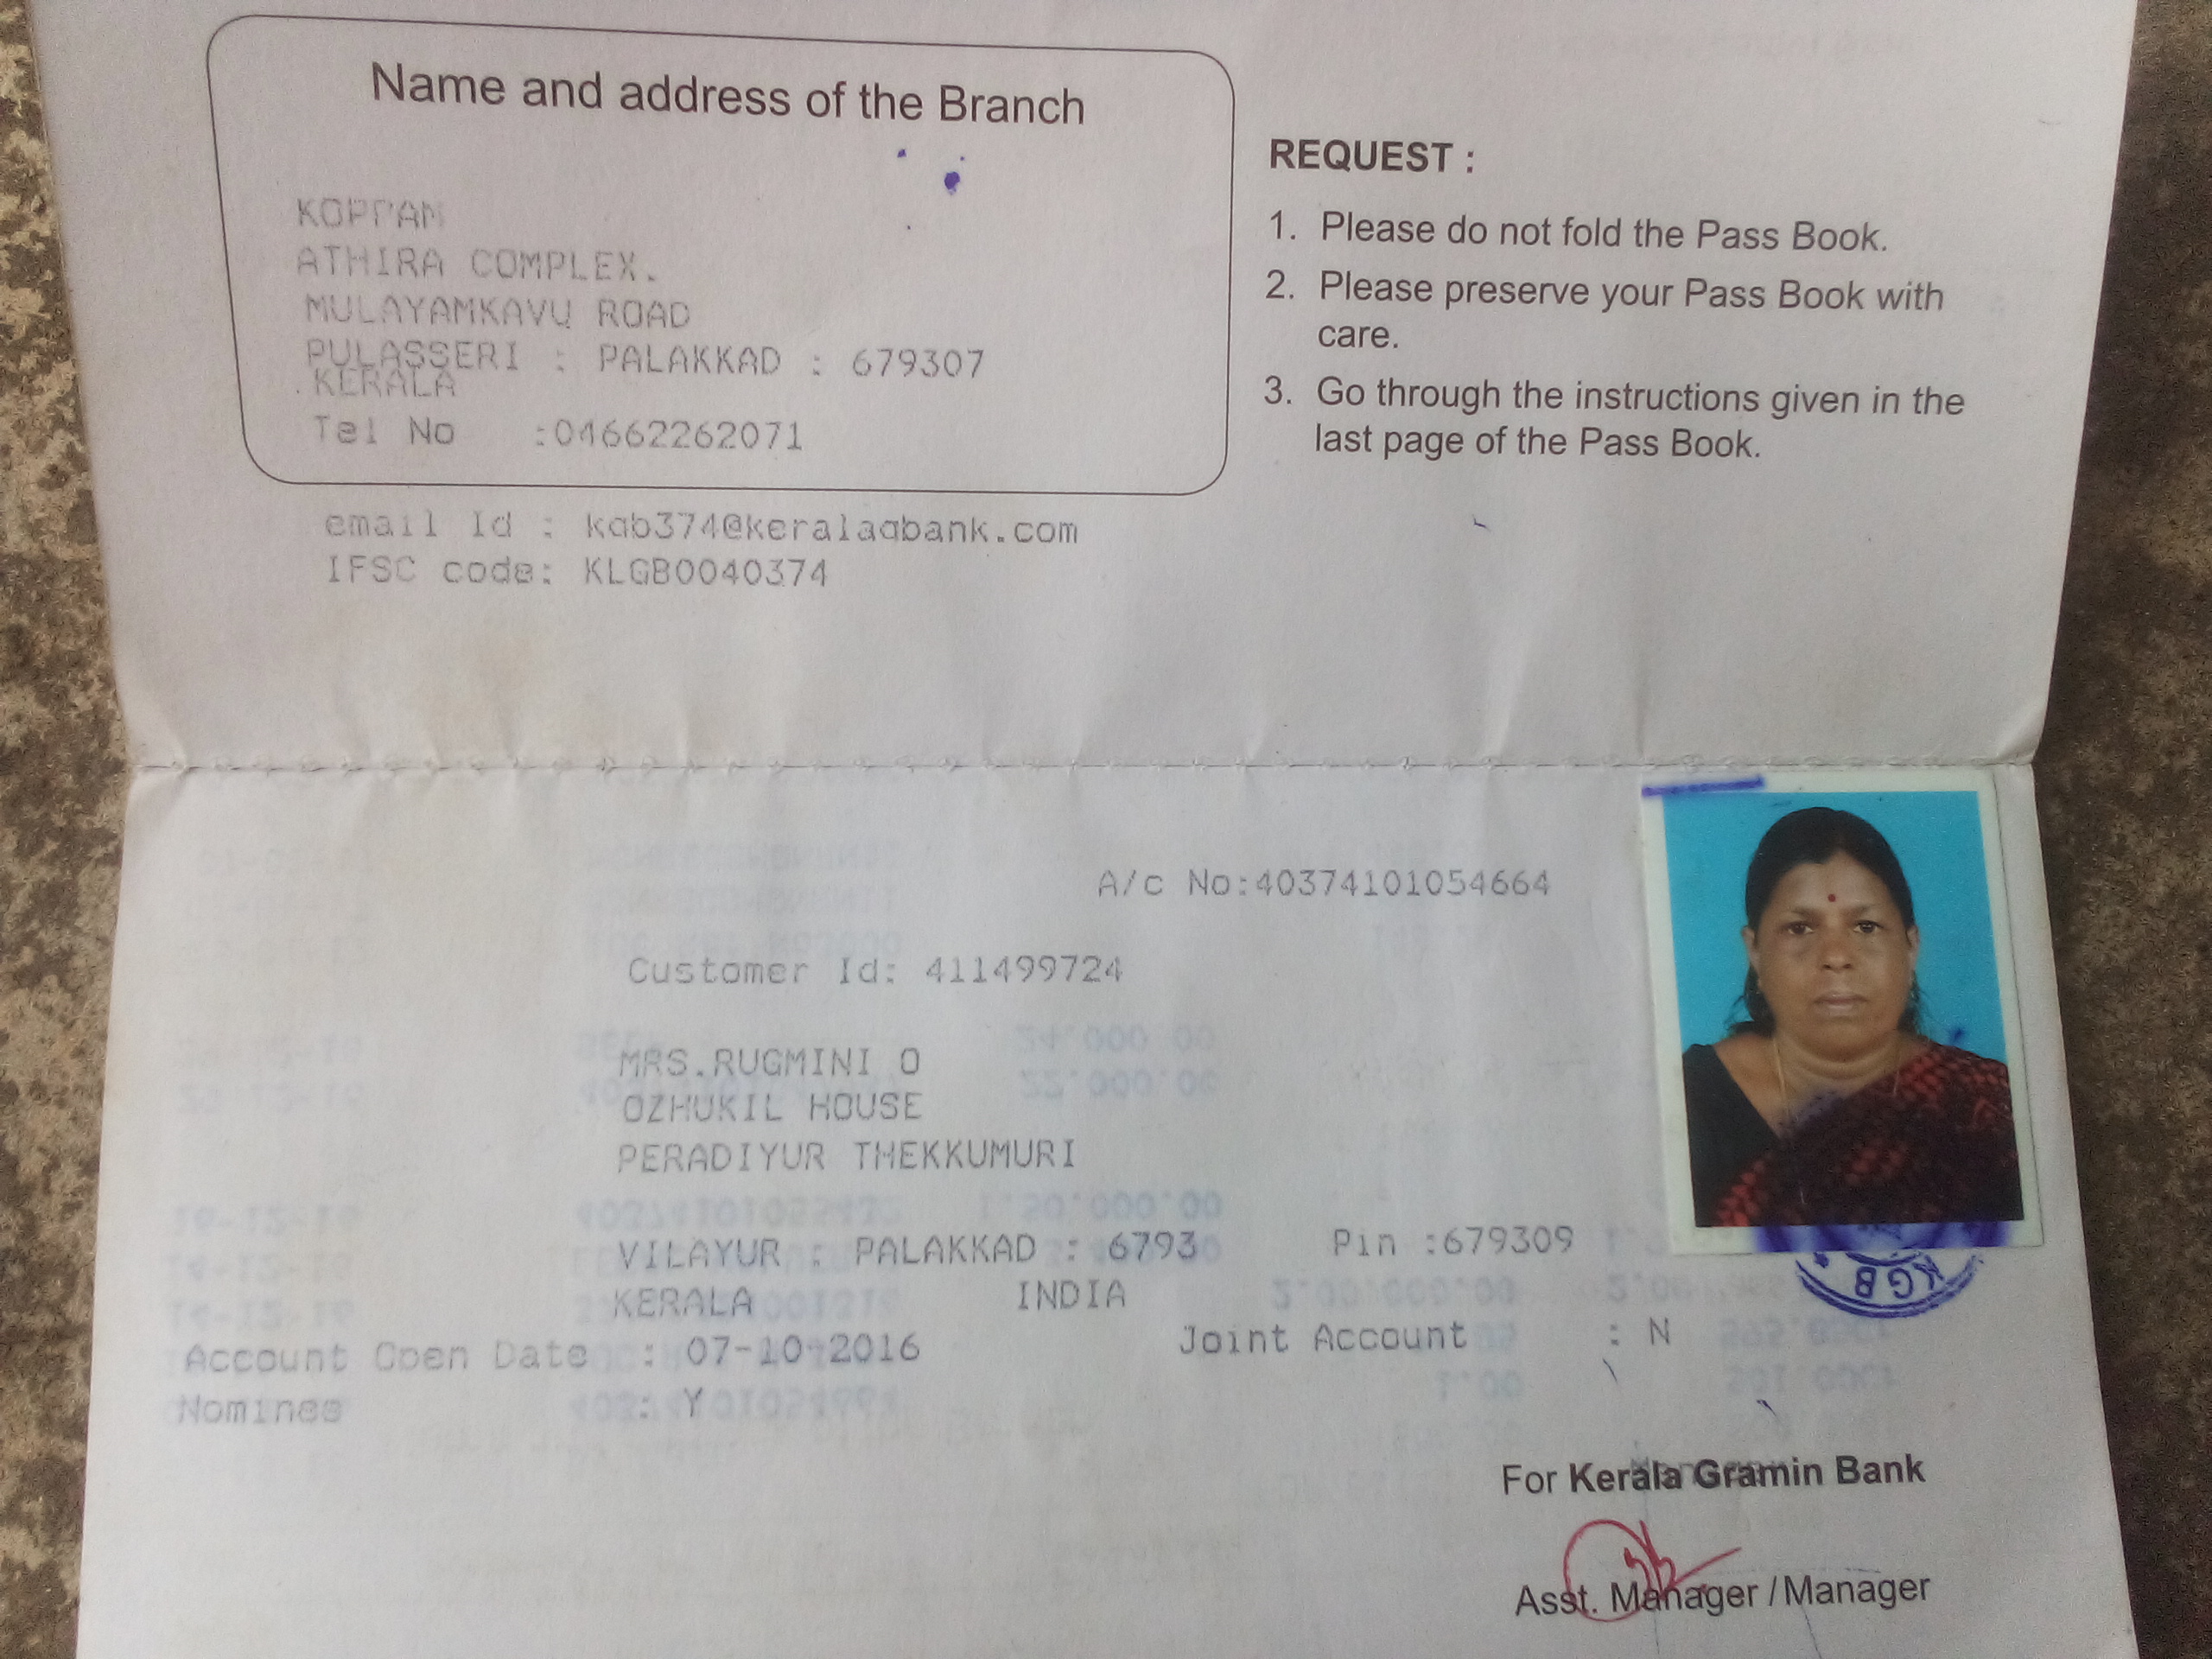 Name and address of the Branch
KOPPAM
ATHIRA COMPLEX.
MULAYAMKAVU ROAD
PULASSERI : PALAKKAD : 679307
.KERALA
Tel No :04662262071
email Id : kgb374@keralagbank.com
IFSC code: KLGB0040374
REQUEST :
1. Please do not fold the Pass Book.
2. Please preserve your Pass Book with
care.
3. Go through the instructions given in the
last page of the Pass Book.
A/c No:40374101054664
Customer Id: 411499724
MRS.RUGMINI O
OZHUKIL HOUSE
PERADIYUR THEKKUMURI
VILAYUR : PALAKKAD : 6793 Pin :679309
KERALA INDIA
Account Open Date : 07-10-2016 Joint Account : N
Nominee : Y
KGB
For Kerala Gramin Bank
Asst. Manager / Manager